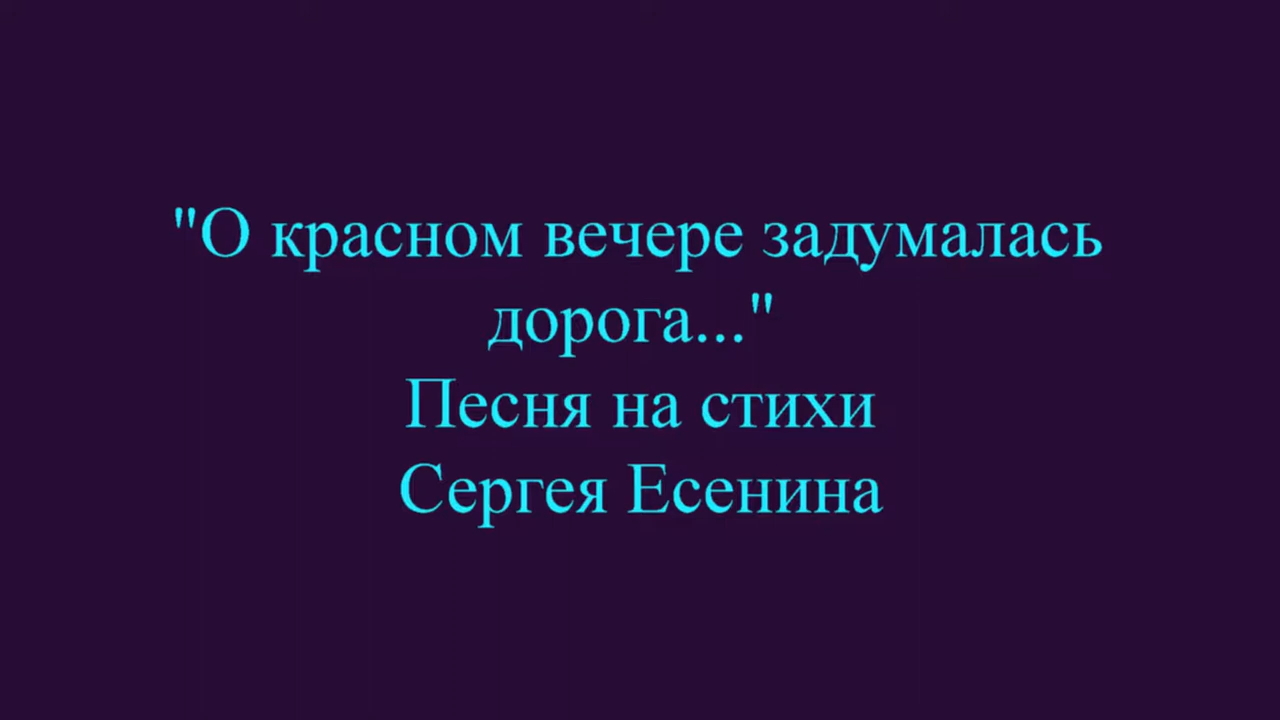 "О красном вечере задумалась
дорога..."
Песня на стихи
Сергея Есенина